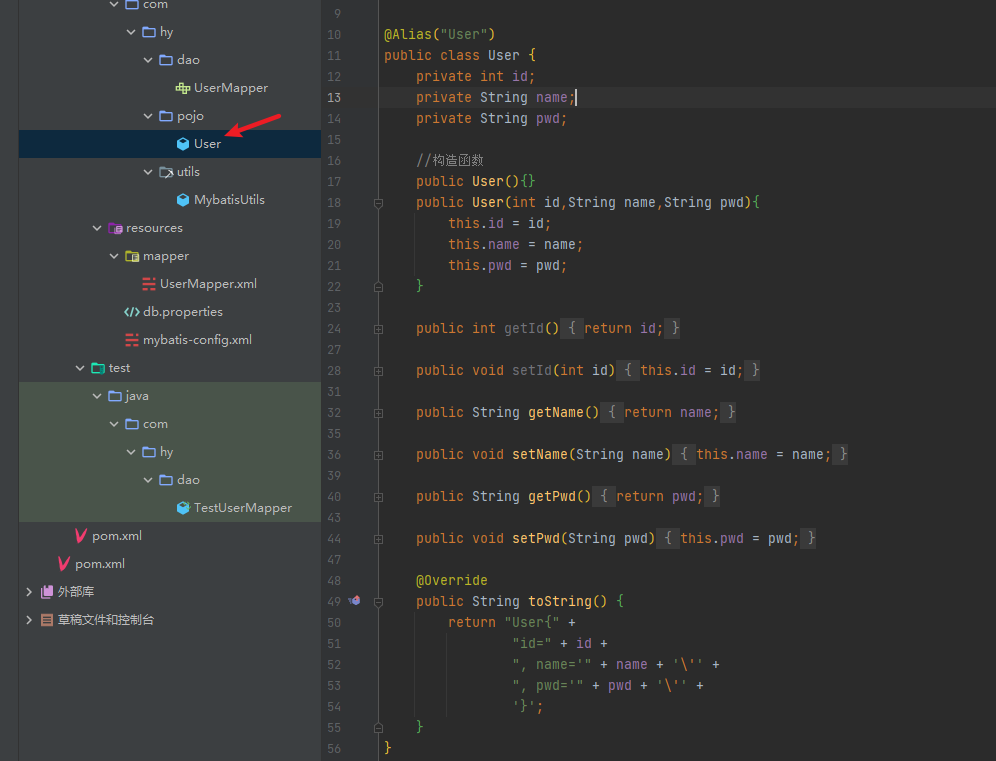 com
hy
dao
UserMapper
pojo
User
utils
MybatisUtils
resources
mapper
UserMapper.xml
db.properties
mybatis-config.xml
test
java
com
hy
dao
TestUserMapper
pom.xml
pom.xml
外部库
草稿文件和控制台
9
10 @Alias("User")
11 public class User {
12 private int id;
13 private String name;
14 private String pwd;
15
16 //构造函数
17 public User(){}
18 public User(int id,String name,String pwd){
19 this.id = id;
20 this.name = name;
21 this.pwd = pwd;
22 }
23
24 public int getId() { return id; }
27
28 public void setId(int id) { this.id = id; }
31
32 public String getName() { return name; }
35
36 public void setName(String name) { this.name = name; }
39
40 public String getPwd() { return pwd; }
43
44 public void setPwd(String pwd) { this.pwd = pwd; }
47
48 @Override
49 public String toString() {
50 return "User{" +
51 "id=" + id +
52 ", name='" + name + '\'' +
53 ", pwd='" + pwd + '\'' +
54 '}';
55 }
56 }